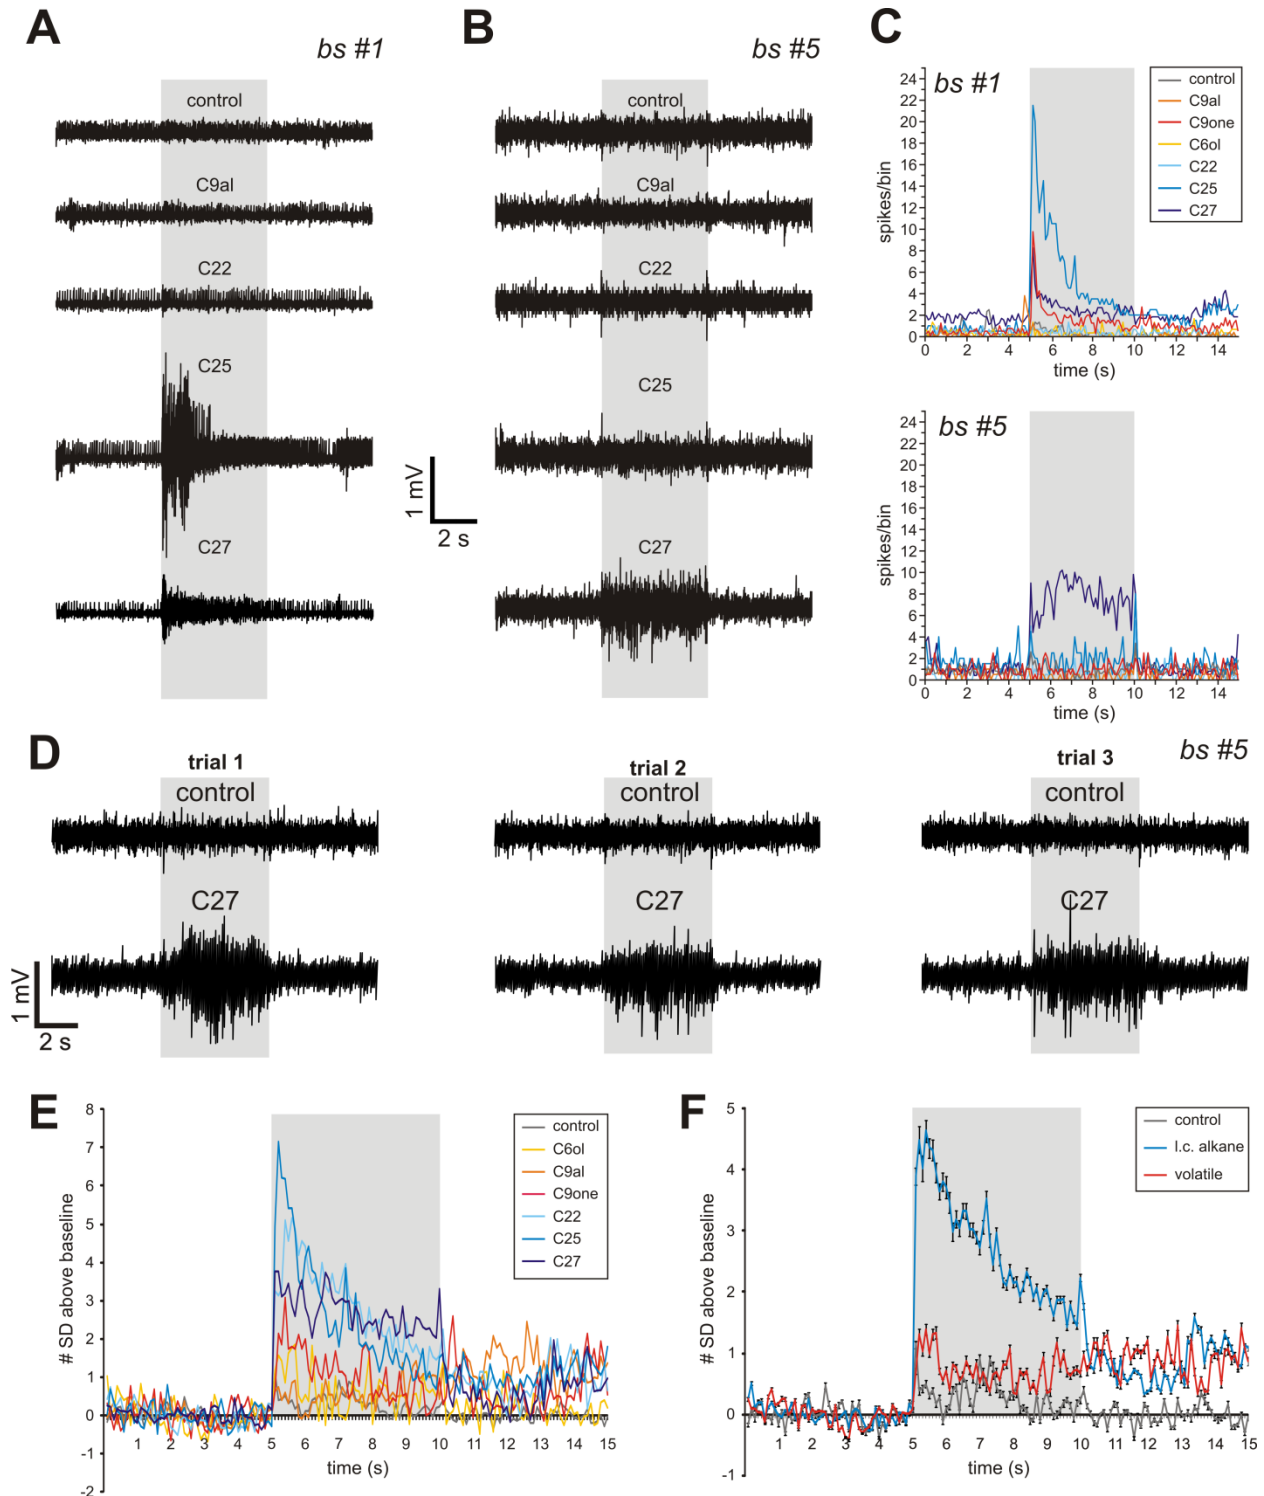 A
bs #1
control
C9al
C22
C25
C27
B
bs #5
control
C9al
C22
C25
C27
1 mV
2 s
C
bs #1
24
22
20
18
16
14
12
10
8
6
4
2
0
spikes/bin
0 2 4 6 8 10 12 14
time (s)
control
C9al
C9one
C6ol
C22
C25
C27
bs #5
24
22
20
18
16
14
12
10
8
6
4
2
0
spikes/bin
0 2 4 6 8 10 12 14
time (s)
D
bs #5
trial 1
control
C27
trial 2
control
C27
trial 3
control
C27
1 mV
2 s
E
8
7
6
5
4
3
2
1
0
-1
-2
# SD above baseline
1 2 3 4 5 6 7 8 9 10 11 12 13 14 15
time (s)
control
C6ol
C9al
C9one
C22
C25
C27
F
5
4
3
2
1
0
-1
# SD above baseline
1 2 3 4 5 6 7 8 9 10 11 12 13 14 15
time (s)
control
l.c. alkane
volatile